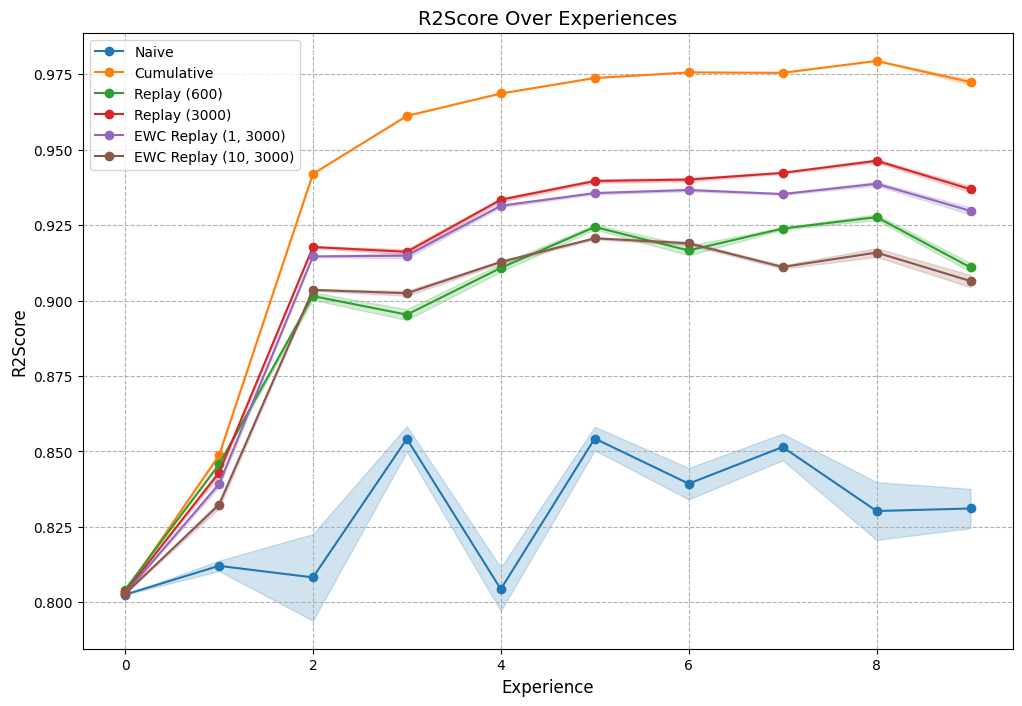 R2Score Over Experiences
Naive
Cumulative
Replay (600)
Replay (3000)
EWC Replay (1, 3000)
EWC Replay (10, 3000)
R2Score
0.975
0.950
0.925
0.900
0.875
0.850
0.825
0.800
0 2 4 6 8
Experience